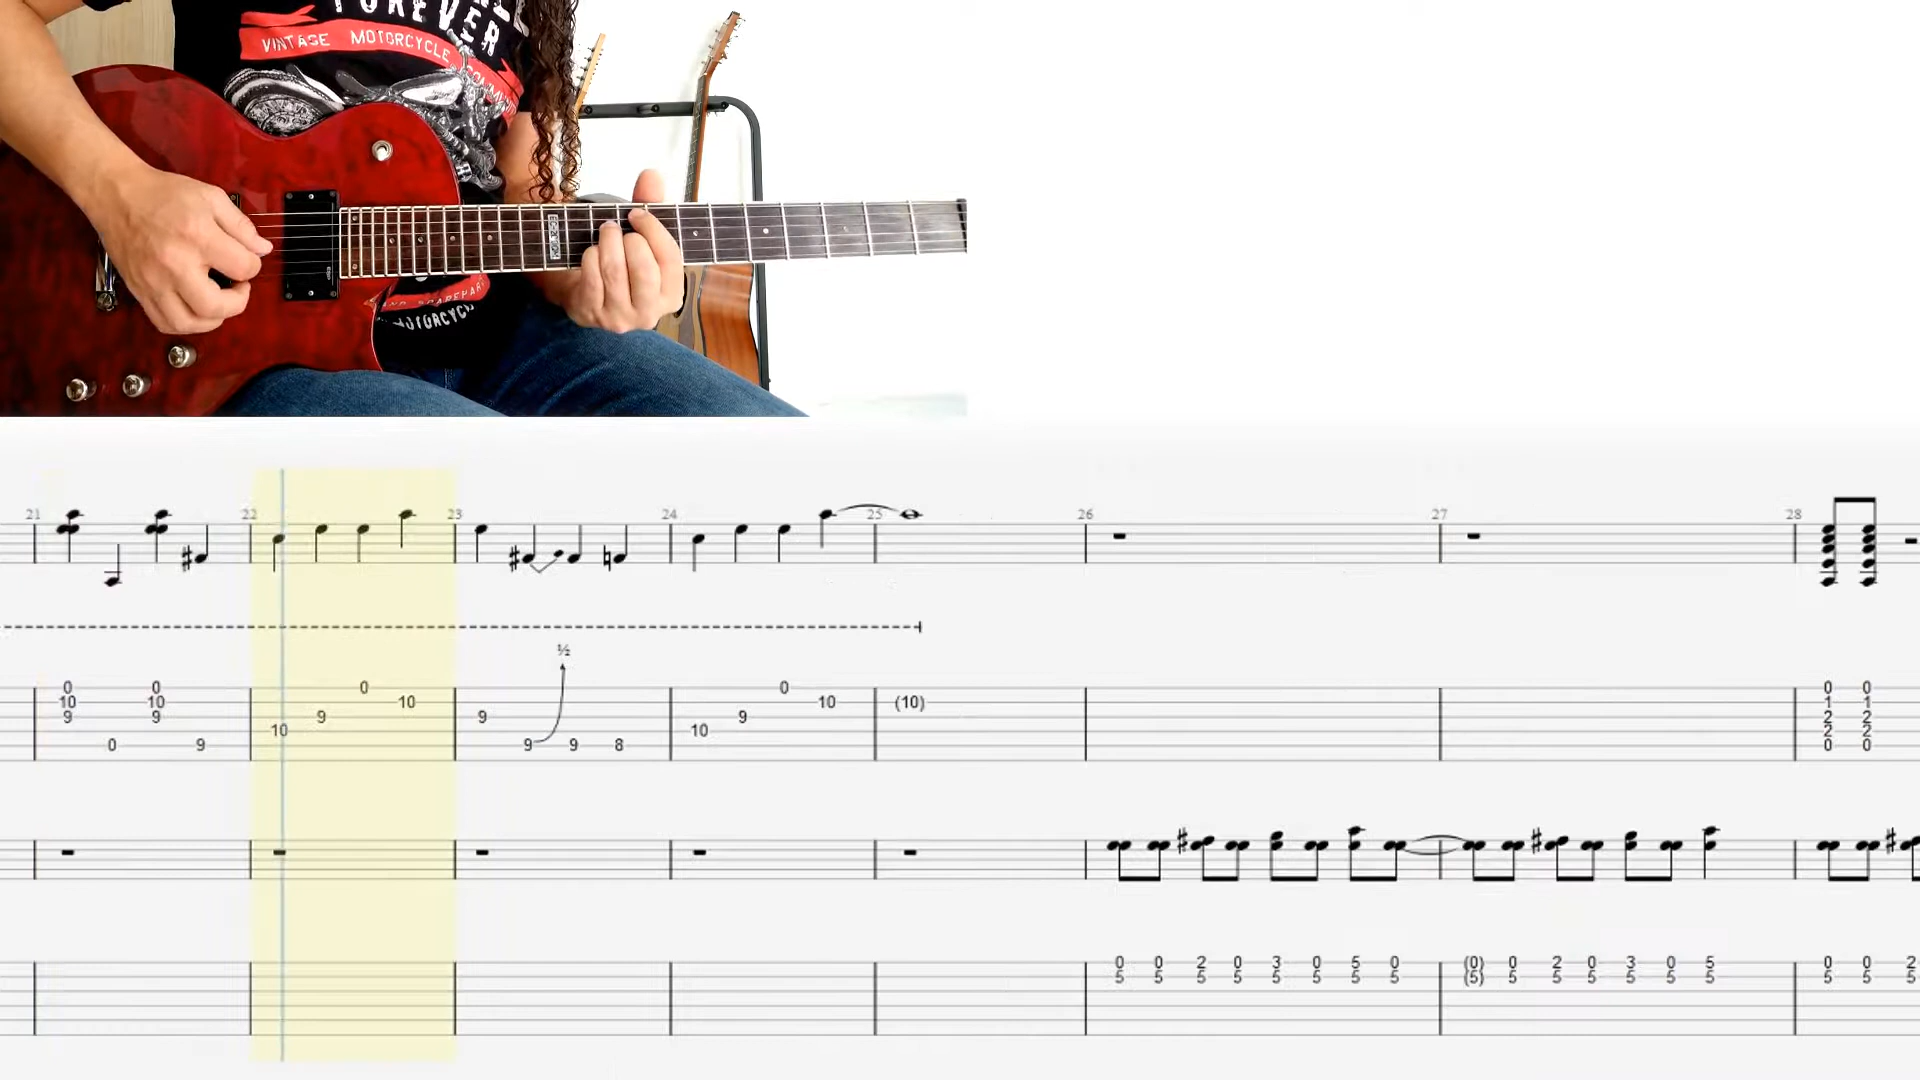 FOREVER
VINTAGE MOTORCYCLE
MOTORCYCL
21 22 23 24 25 26 27 28
½
0 0 0 0 0 0
10 10 10 10 (10) 1 1
9 9 9 9 9 2 2
10 10 2 2
0 9 9 9 8 0 0
0 0 2 0 3 0 5 0 (0) 0 2 0 3 0 5 0 0 2
5 5 5 5 5 5 5 5 (5) 5 5 5 5 5 5 5 5 5